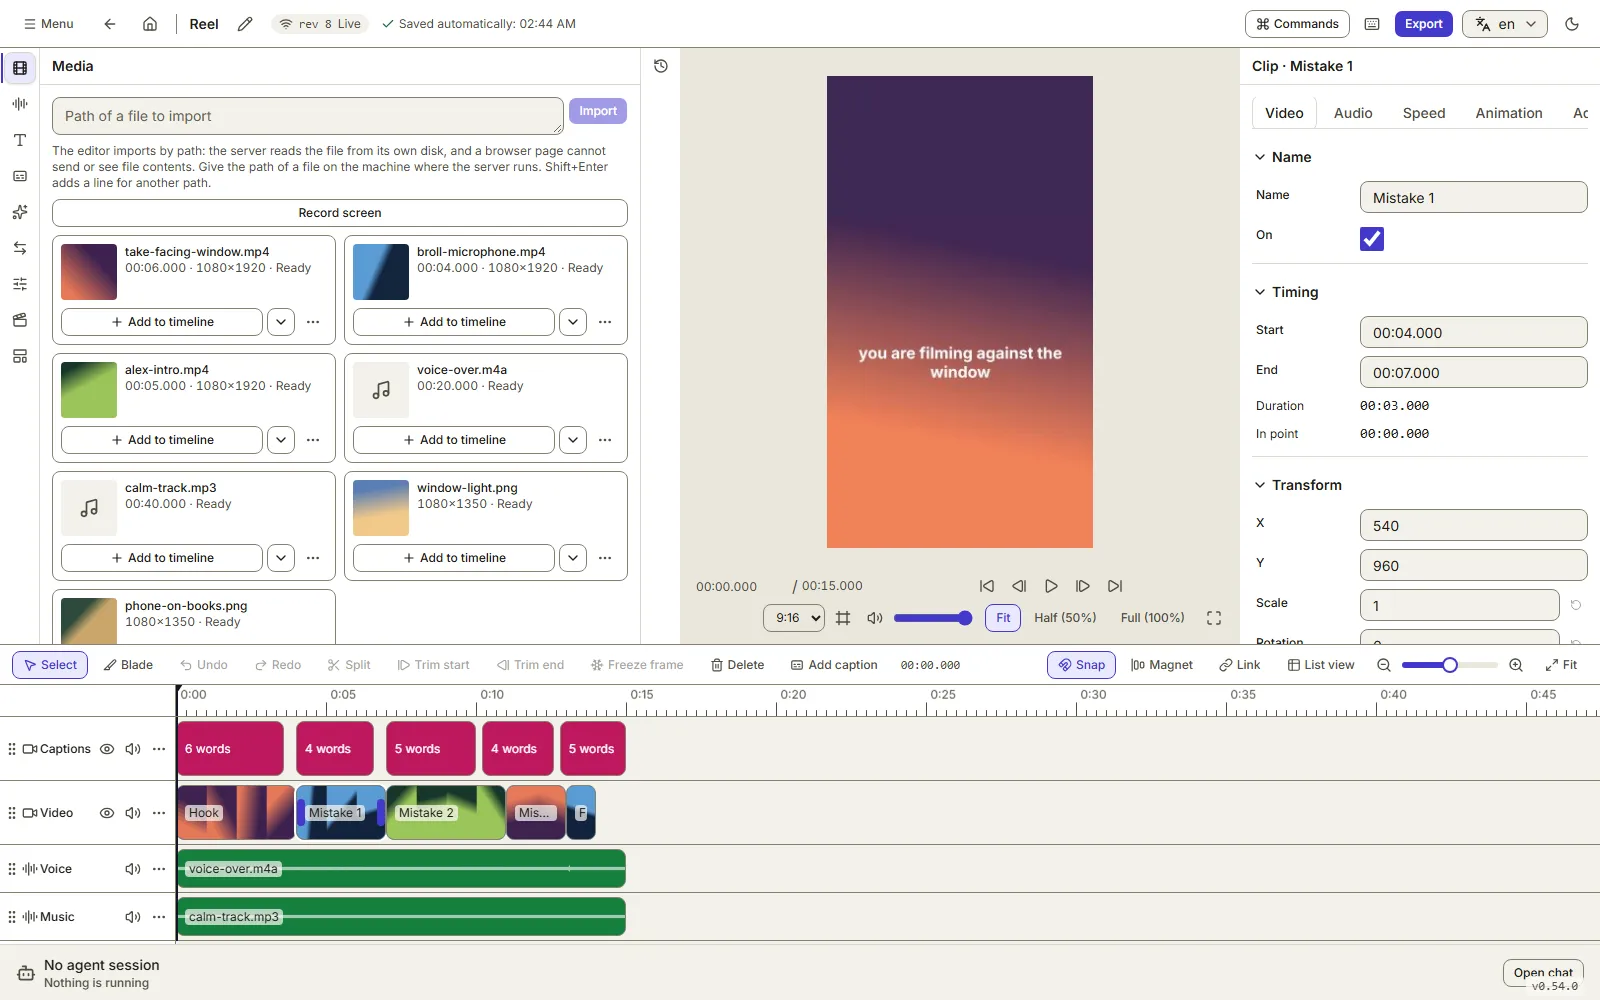 Menu
Reel
rev 8 Live
Saved automatically: 02:44 AM
Commands
Export
en
Media
Path of a file to import
Import
The editor imports by path: the server reads the file from its own disk, and a browser page cannot
send or see file contents. Give the path of a file on the machine where the server runs. Shift+Enter
adds a line for another path.
Record screen
take-facing-window.mp4
00:06.000 · 1080×1920 · Ready
Add to timeline
broll-microphone.mp4
00:04.000 · 1080×1920 · Ready
Add to timeline
alex-intro.mp4
00:05.000 · 1080×1920 · Ready
Add to timeline
voice-over.m4a
00:20.000 · Ready
Add to timeline
calm-track.mp3
00:40.000 · Ready
Add to timeline
window-light.png
1080×1350 · Ready
Add to timeline
phone-on-books.png
1080×1350 · Ready
you are filming against the
window
00:00.000 / 00:15.000
9:16
Fit
Half (50%)
Full (100%)
Clip · Mistake 1
Video Audio Speed Animation Ac
Name
Name Mistake 1
On
Timing
Start 00:04.000
End 00:07.000
Duration 00:03.000
In point 00:00.000
Transform
X 540
Y 960
Scale 1
Rotation
Select Blade Undo Redo Split Trim start Trim end Freeze frame Delete Add caption 00:00.000 Snap Magnet Link List view Fit
0:00 0:05 0:10 0:15 0:20 0:25 0:30 0:35 0:40 0:45
Captions 6 words 4 words 5 words 4 words 5 words
Video Hook Mistake 1 Mistake 2 Mis... F
Voice voice-over.m4a
Music calm-track.mp3
No agent session
Nothing is running
Open chat
v0.54.0